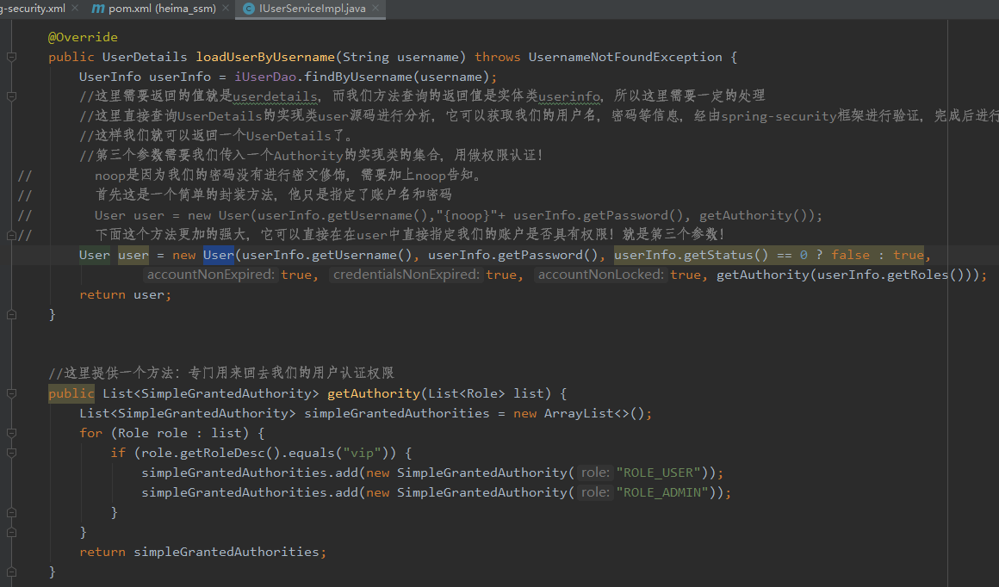 g-security.xml
pom.xml (heima_ssm)
IUserServiceImpl.java
@Override
public UserDetails loadUserByUsername(String username) throws UsernameNotFoundException {
UserInfo userInfo = iUserDao.findByUsername(username);
//这里需要返回的值就是userdetails，而我们方法查询的返回值是实体类userinfo，所以这里需要一定的处理
//这里直接查询UserDetails的实现类user源码进行分析，它可以获取我们的用户名，密码等信息，经由spring-security框架进行验证，完成后进行
//这样我们就可以返回一个UserDetails了。
//第三个参数需要我们传入一个Authority的实现类的集合，用做权限认证！
// noop是因为我们的密码没有进行密文修饰，需要加上noop告知。
// 首先这是一个简单的封装方法，他只是指定了账户名和密码
// User user = new User(userInfo.getUsername(),"{noop}"+ userInfo.getPassword(), getAuthority());
// 下面这个方法更加的强大，它可以直接在在user中直接指定我们的账户是否具有权限！就是第三个参数！
User user = new User(userInfo.getUsername(), userInfo.getPassword(), userInfo.getStatus() == 0 ? false : true,
accountNonExpired: true, credentialsNonExpired: true, accountNonLocked: true, getAuthority(userInfo.getRoles()));
return user;
}
//这里提供一个方法：专门用来回去我们的用户认证权限
public List<SimpleGrantedAuthority> getAuthority(List<Role> list) {
List<SimpleGrantedAuthority> simpleGrantedAuthorities = new ArrayList<>();
for (Role role : list) {
if (role.getRoleDesc().equals("vip")) {
simpleGrantedAuthorities.add(new SimpleGrantedAuthority( role: "ROLE_USER"));
simpleGrantedAuthorities.add(new SimpleGrantedAuthority( role: "ROLE_ADMIN"));
}
}
return simpleGrantedAuthorities;
}